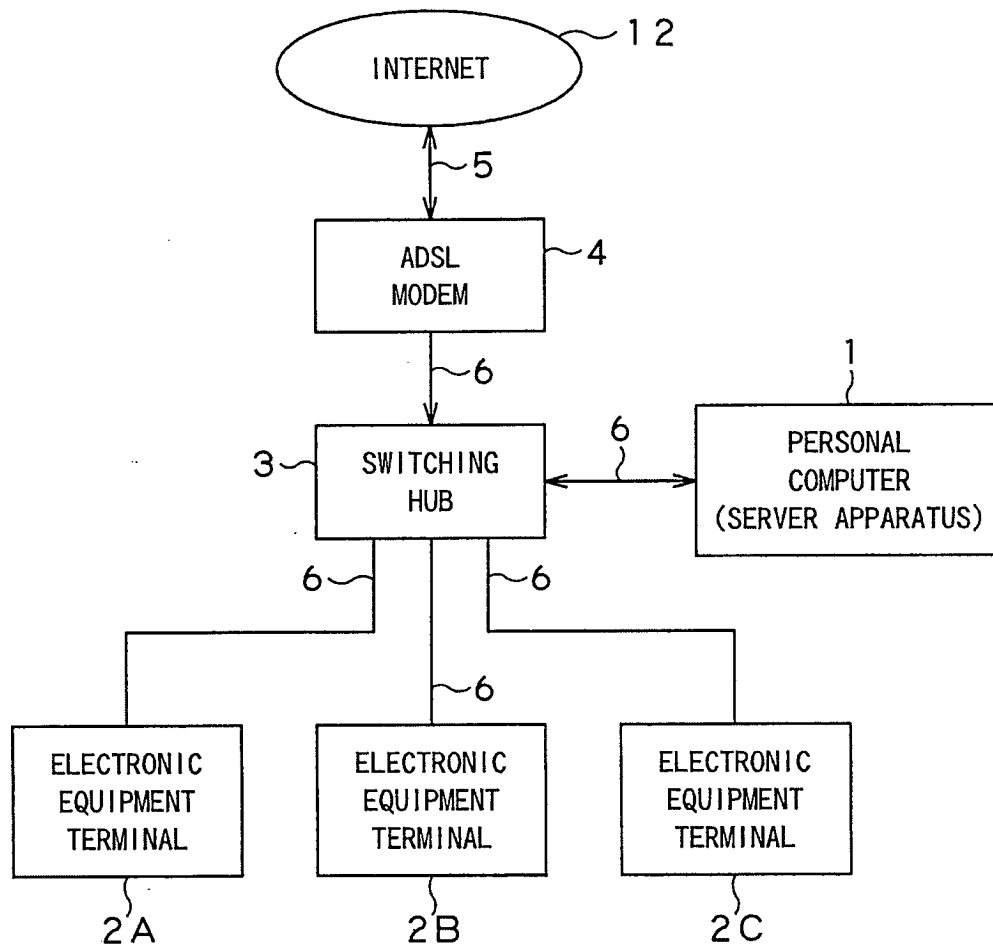 12
INTERNET
5
ADSL
MODEM
4
6
1
3
SWITCHING
HUB
6
PERSONAL
COMPUTER
(SERVER APPARATUS)
6
6
6
ELECTRONIC
EQUIPMENT
TERMINAL
ELECTRONIC
EQUIPMENT
TERMINAL
ELECTRONIC
EQUIPMENT
TERMINAL
2A
2B
2C